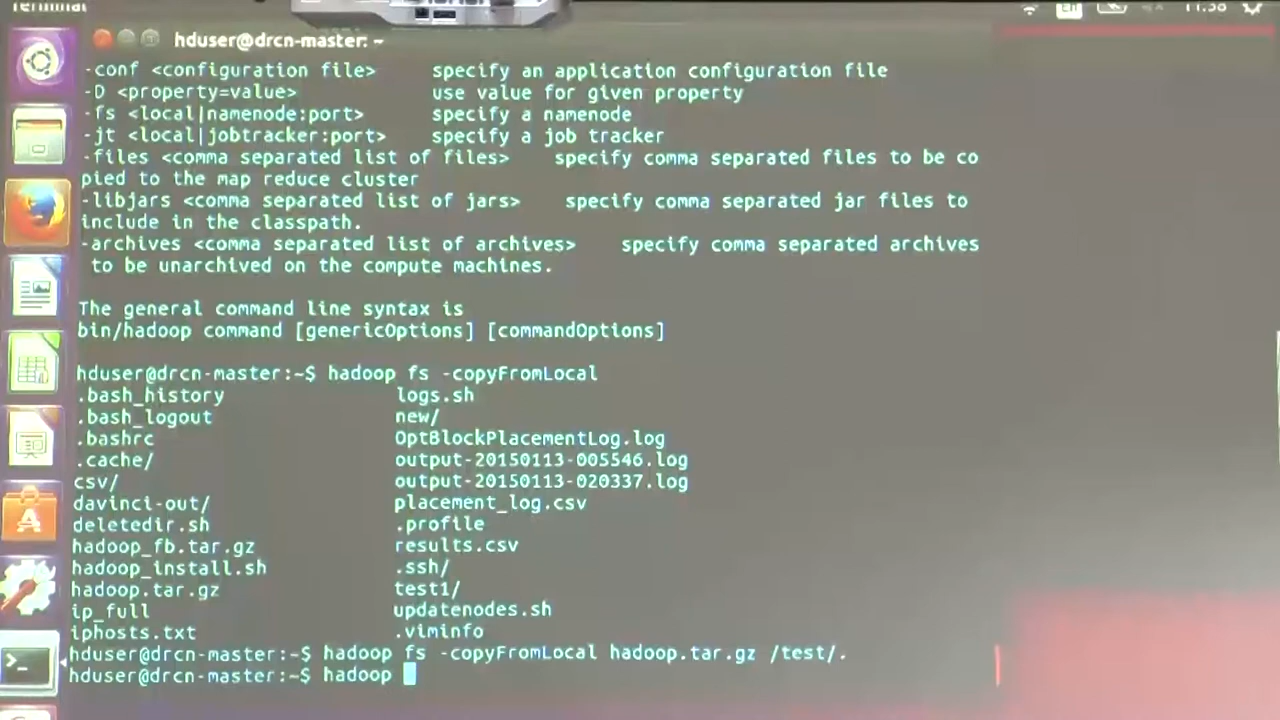 Terminal
11:38
hduser@drcn-master: ~
-conf <configuration file>     specify an application configuration file
-D <property=value>            use value for given property
-fs <local|namenode:port>      specify a namenode
-jt <local|jobtracker:port>    specify a job tracker
-files <comma separated list of files>    specify comma separated files to be co
pied to the map reduce cluster
-libjars <comma separated list of jars>    specify comma separated jar files to
include in the classpath.
-archives <comma separated list of archives>    specify comma separated archives
 to be unarchived on the compute machines.
The general command line syntax is
bin/hadoop command [genericOptions] [commandOptions]
hduser@drcn-master:~$ hadoop fs -copyFromLocal
.bash_history                logs.sh
.bash_logout                 new/
.bashrc                      OptBlockPlacementLog.log
.cache/                      output-20150113-005546.log
csv/                         output-20150113-020337.log
davinci-out/                 placement_log.csv
deletedir.sh                 .profile
hadoop_fb.tar.gz             results.csv
hadoop_install.sh            .ssh/
hadoop.tar.gz                test1/
ip_full                      updatenodes.sh
iphosts.txt                  .viminfo
hduser@drcn-master:~$ hadoop fs -copyFromLocal hadoop.tar.gz /test/.
hduser@drcn-master:~$ hadoop